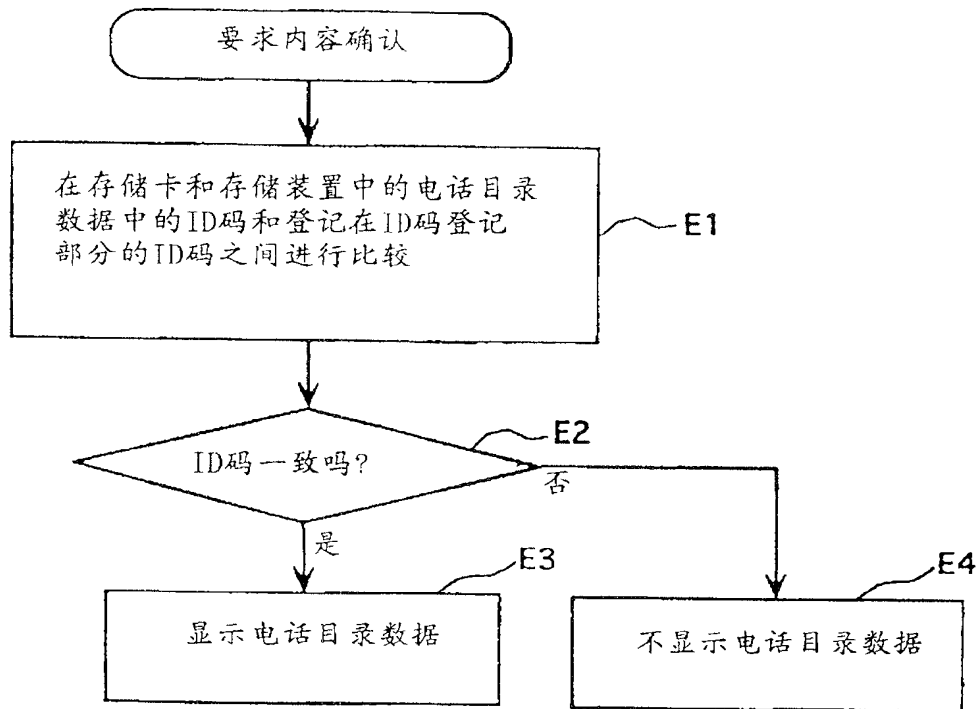 要求内容确认
在存储卡和存储装置中的电话目录
数据中的ID码和登记在ID码登记
部分的ID码之间进行比较
E1
E2
ID码一致吗?
否
是
E3
E4
显示电话目录数据
不显示电话目录数据